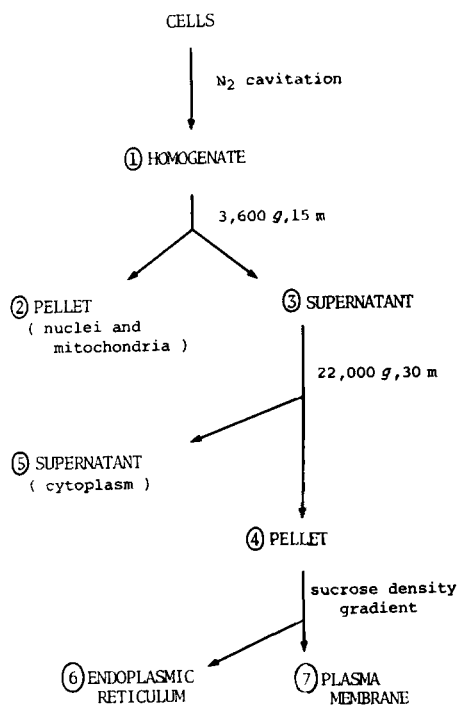 CELLS
N2 cavitation
① HOMOGENATE
3,600 g,15 m
② PELLET
( nuclei and
mitochondria )
③ SUPERNATANT
22,000 g,30 m
⑤ SUPERNATANT
( cytoplasm )
④ PELLET
sucrose density
gradient
⑥ ENDOPLASMIC
RETICULUM
⑦ PLASMA
MEMBRANE